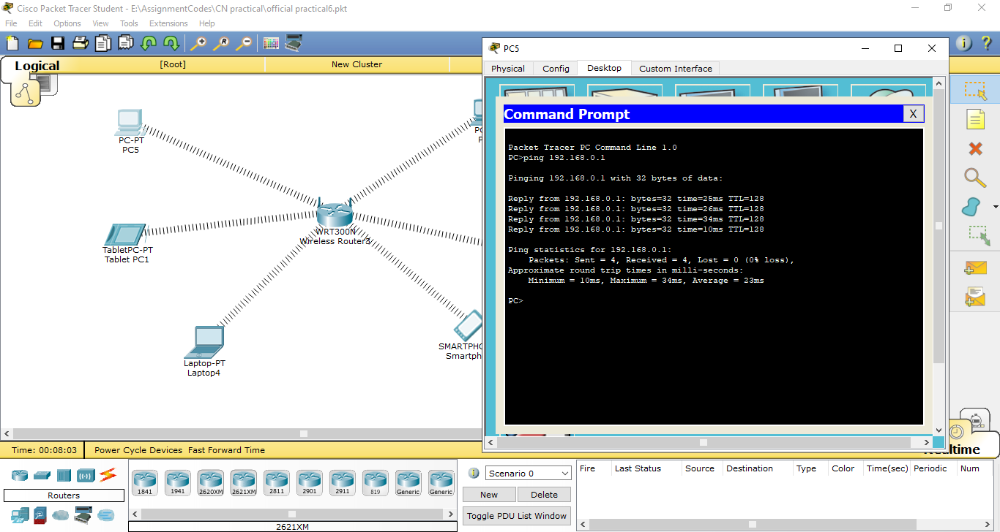 Cisco Packet Tracer Student - E:\AssignmentCodes\CN practical\official practical6.pkt
File Edit Options View Tools Extensions Help
Logical
[Root]
New Cluster
PC-PT
PC5
TabletPC-PT
Tablet PC1
WRT300N
Wireless Router3
Laptop-PT
Laptop4
SMARTPHO
Smartph
PC
P
PC5
Physical Config Desktop Custom Interface
Command Prompt
X
Packet Tracer PC Command Line 1.0
PC>ping 192.168.0.1
Pinging 192.168.0.1 with 32 bytes of data:
Reply from 192.168.0.1: bytes=32 time=25ms TTL=128
Reply from 192.168.0.1: bytes=32 time=26ms TTL=128
Reply from 192.168.0.1: bytes=32 time=34ms TTL=128
Reply from 192.168.0.1: bytes=32 time=10ms TTL=128
Ping statistics for 192.168.0.1:
Packets: Sent = 4, Received = 4, Lost = 0 (0% loss),
Approximate round trip times in milli-seconds:
Minimum = 10ms, Maximum = 34ms, Average = 23ms
PC>
Time: 00:08:03 Power Cycle Devices Fast Forward Time
ealtime
Routers
1841 1941 2620XM 2621XM 2811 2901 2911 819 Generic Generic
2621XM
Scenario 0
New Delete
Toggle PDU List Window
Fire Last Status Source Destination Type Color Time(sec) Periodic Num